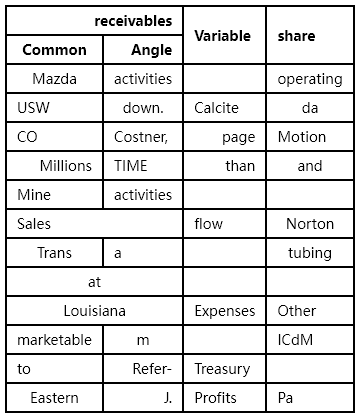 receivables Variable share
Common Angle
Mazda activities operating
USW down. Calcite da
CO Costner, page Motion
Millions TIME than and
Mine activities
Sales flow Norton
Trans a tubing
at
Louisiana Expenses Other
marketable m ICdM
to Refer- Treasury
Eastern J. Profits Pa